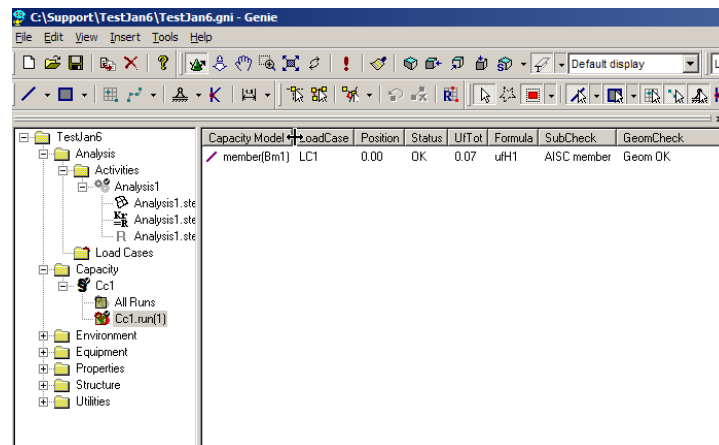 C:\Support\TestJan6\TestJan6.gni - Genie
File Edit View Insert Tools Help
Default display
TestJan6
Capacity Model LoadCase Position Status UfTot Formula SubCheck GeomCheck
Analysis
member(Bm1) LC1 0.00 OK 0.07 ufH1 AISC member Geom OK
Activities
Analysis1
Analysis1.ste
Kr=R Analysis1.ste
R Analysis1.ste
Load Cases
Capacity
Cc1
All Runs
Cc1.run(1)
Environment
Equipment
Properties
Structure
Utilities